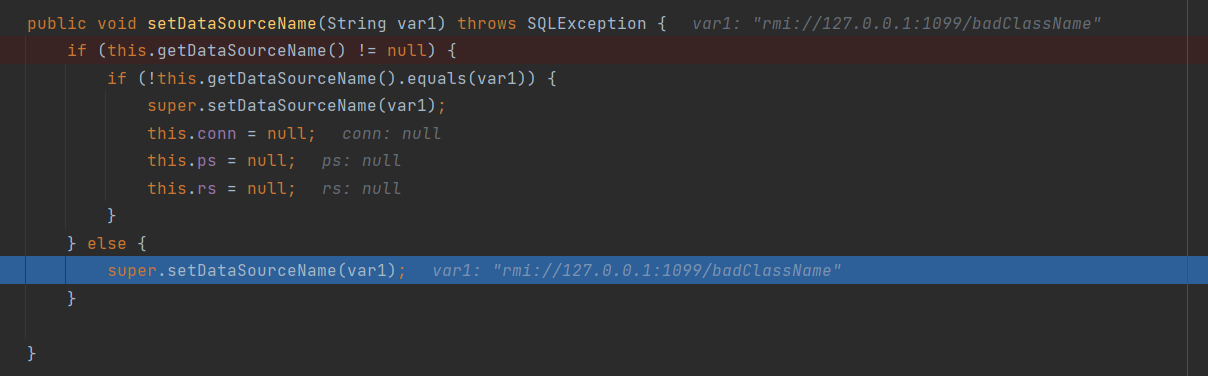 public void setDataSourceName(String var1) throws SQLException {   var1: "rmi://127.0.0.1:1099/badClassName"
    if (this.getDataSourceName() != null) {
        if (!this.getDataSourceName().equals(var1)) {
            super.setDataSourceName(var1);
            this.conn = null;   conn: null
            this.ps = null;   ps: null
            this.rs = null;   rs: null
        }
    } else {
        super.setDataSourceName(var1);   var1: "rmi://127.0.0.1:1099/badClassName"
    }
}